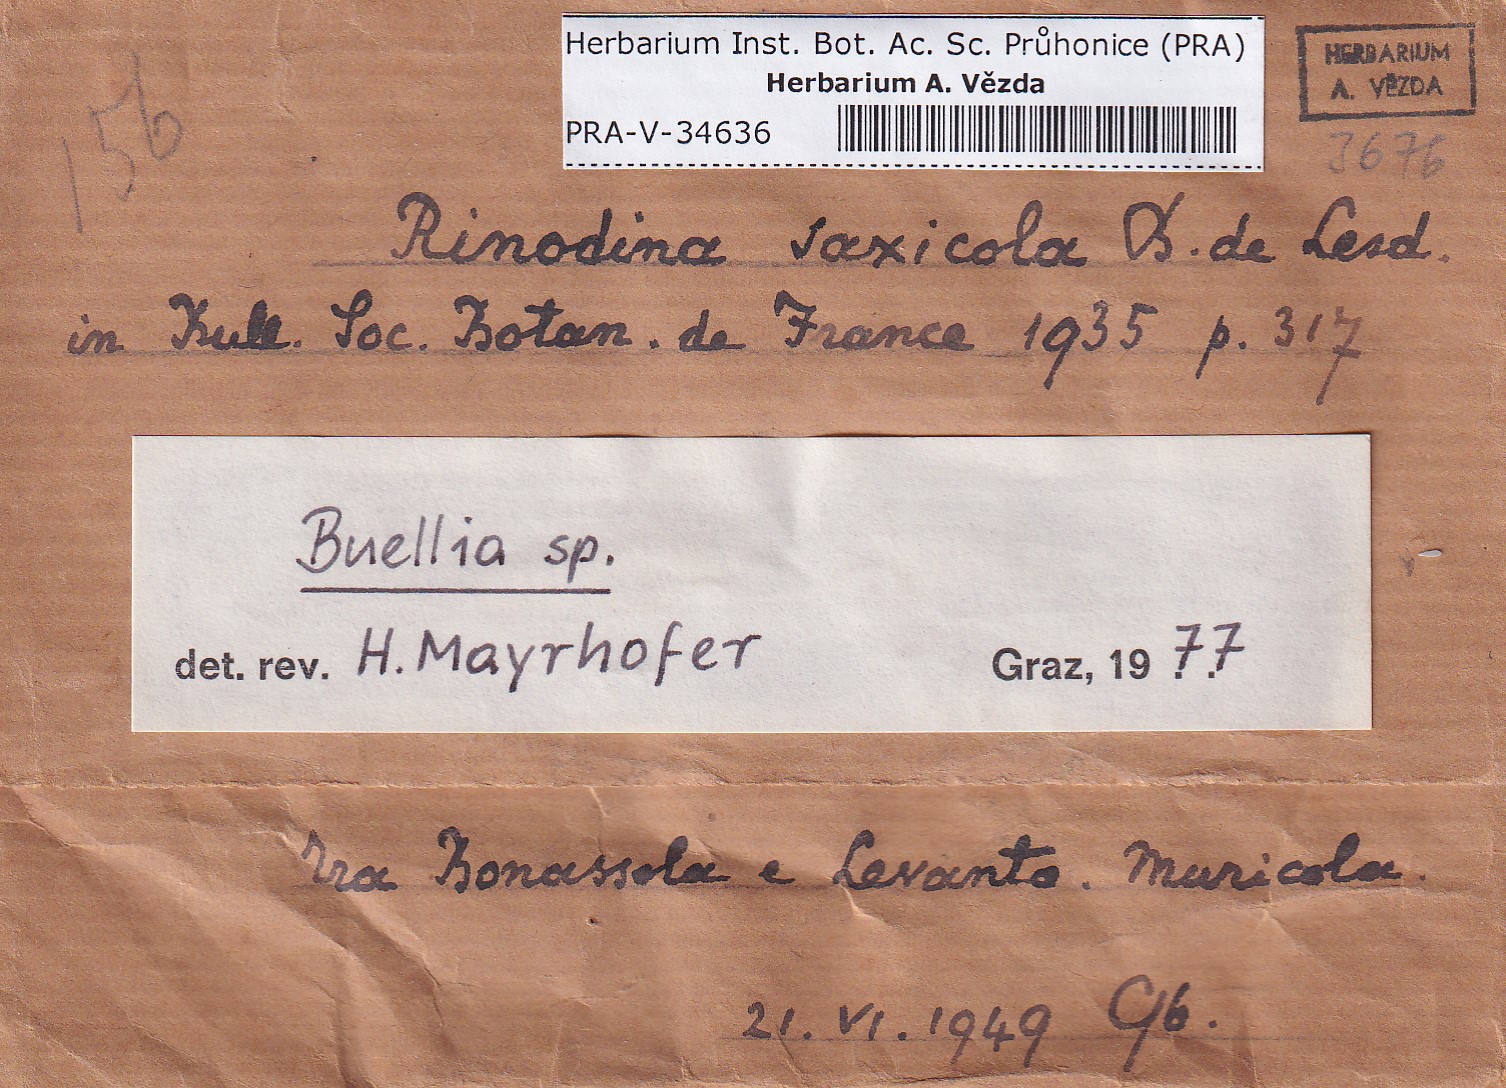 Herbarium Inst. Bot. Ac. Sc. Průhonice (PRA)
Herbarium A. Vězda
PRA-V-34636
HERBARIUM
A. VĚZDA
3676
156
Rinodina saxicola B. de Lesd.
in Bull. Soc. Botan. de France 1935 p. 317
Buellia sp.
det. rev. H. Mayrhofer Graz, 19 77
Tra Bonassola e Levanto. Muricola.
21. VI. 1949